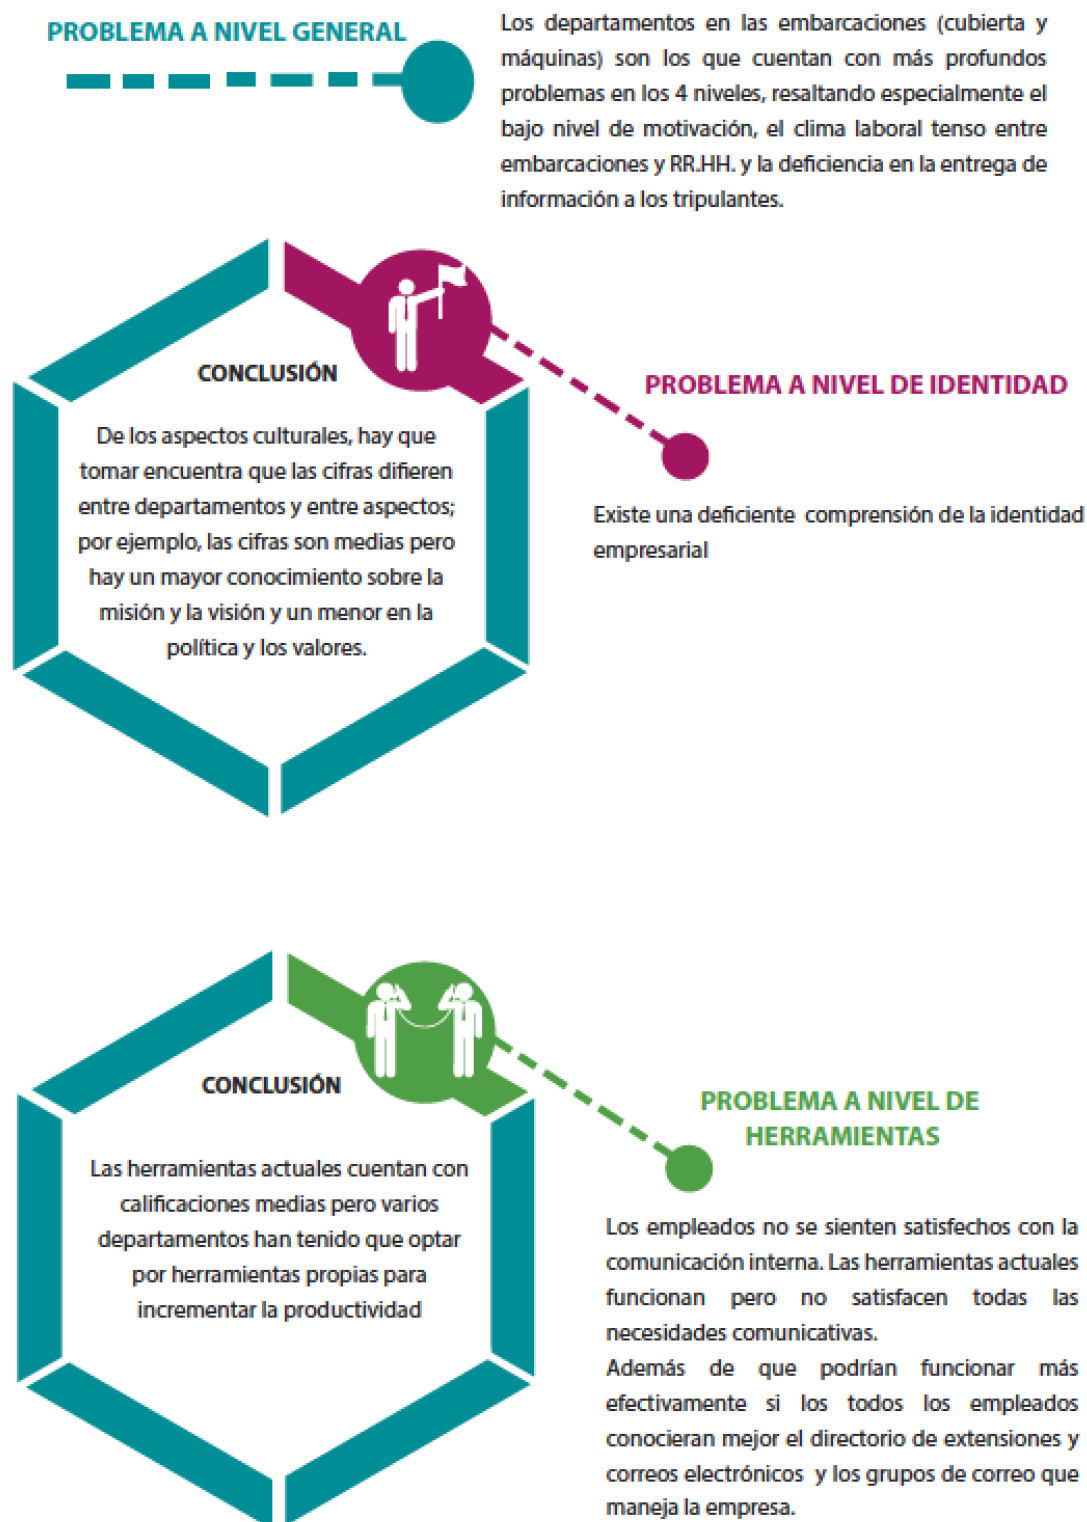 PROBLEMA A NIVEL GENERAL
Los departamentos en las embarcaciones (cubierta y
máquinas) son los que cuentan con más profundos
problemas en los 4 niveles, resaltando especialmente el
bajo nivel de motivación, el clima laboral tenso entre
embarcaciones y RR.HH. y la deficiencia en la entrega de
información a los tripulantes.
CONCLUSIÓN
De los aspectos culturales, hay que
tomar encuentra que las cifras difieren
entre departamentos y entre aspectos;
por ejemplo, las cifras son medias pero
hay un mayor conocimiento sobre la
misión y la visión y un menor en la
política y los valores.
PROBLEMA A NIVEL DE IDENTIDAD
Existe una deficiente comprensión de la identidad
empresarial
CONCLUSIÓN
Las herramientas actuales cuentan con
calificaciones medias pero varios
departamentos han tenido que optar
por herramientas propias para
incrementar la productividad
PROBLEMA A NIVEL DE
HERRAMIENTAS
Los empleados no se sienten satisfechos con la
comunicación interna. Las herramientas actuales
funcionan pero no satisfacen todas las
necesidades comunicativas.
Además de que podrían funcionar más
efectivamente si los todos los empleados
conocieran mejor el directorio de extensiones y
correos electrónicos y los grupos de correo que
maneja la empresa.